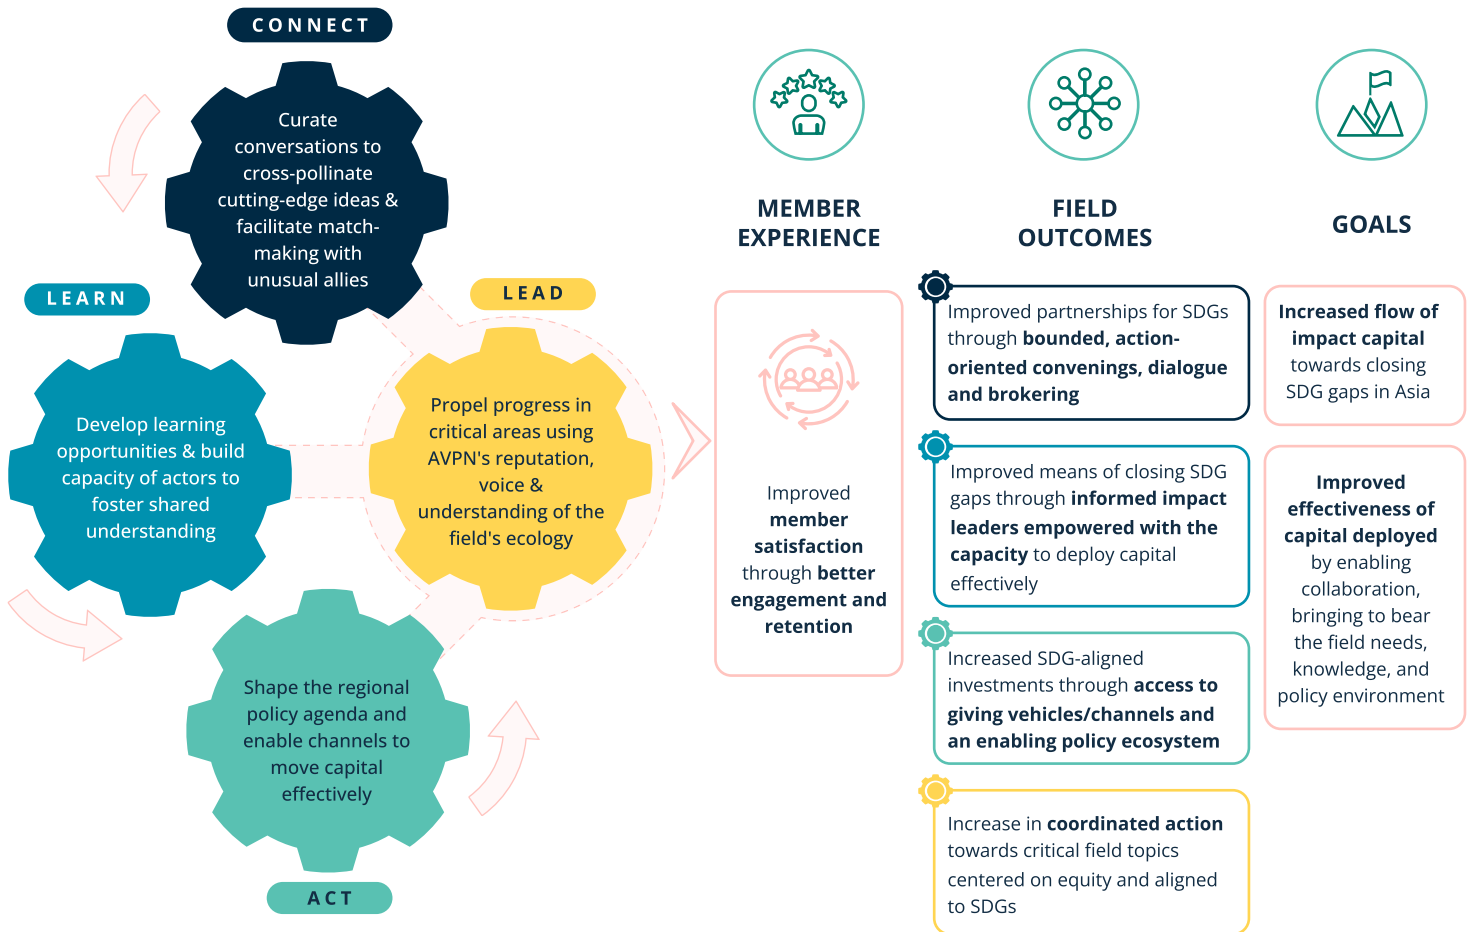 CONNECT
Curate
conversations to
cross-pollinate
cutting-edge ideas &
facilitate match-
making with
unusual allies
LEARN
Develop learning
opportunities & build
capacity of actors to
foster shared
understanding
LEAD
Propel progress in
critical areas using
AVPN's reputation,
voice &
understanding of the
field's ecology
Shape the regional
policy agenda and
enable channels to
move capital
effectively
ACT
MEMBER
EXPERIENCE
Improved
member
satisfaction
through better
engagement and
retention
FIELD
OUTCOMES
Improved partnerships for SDGs
through bounded, action-
oriented convenings, dialogue
and brokering
Improved means of closing SDG
gaps through informed impact
leaders empowered with the
capacity to deploy capital
effectively
Increased SDG-aligned
investments through access to
giving vehicles/channels and
an enabling policy ecosystem
Increase in coordinated action
towards critical field topics
centered on equity and aligned
to SDGs
GOALS
Increased flow of
impact capital
towards closing
SDG gaps in Asia
Improved
effectiveness of
capital deployed
by enabling
collaboration,
bringing to bear
the field needs,
knowledge, and
policy environment